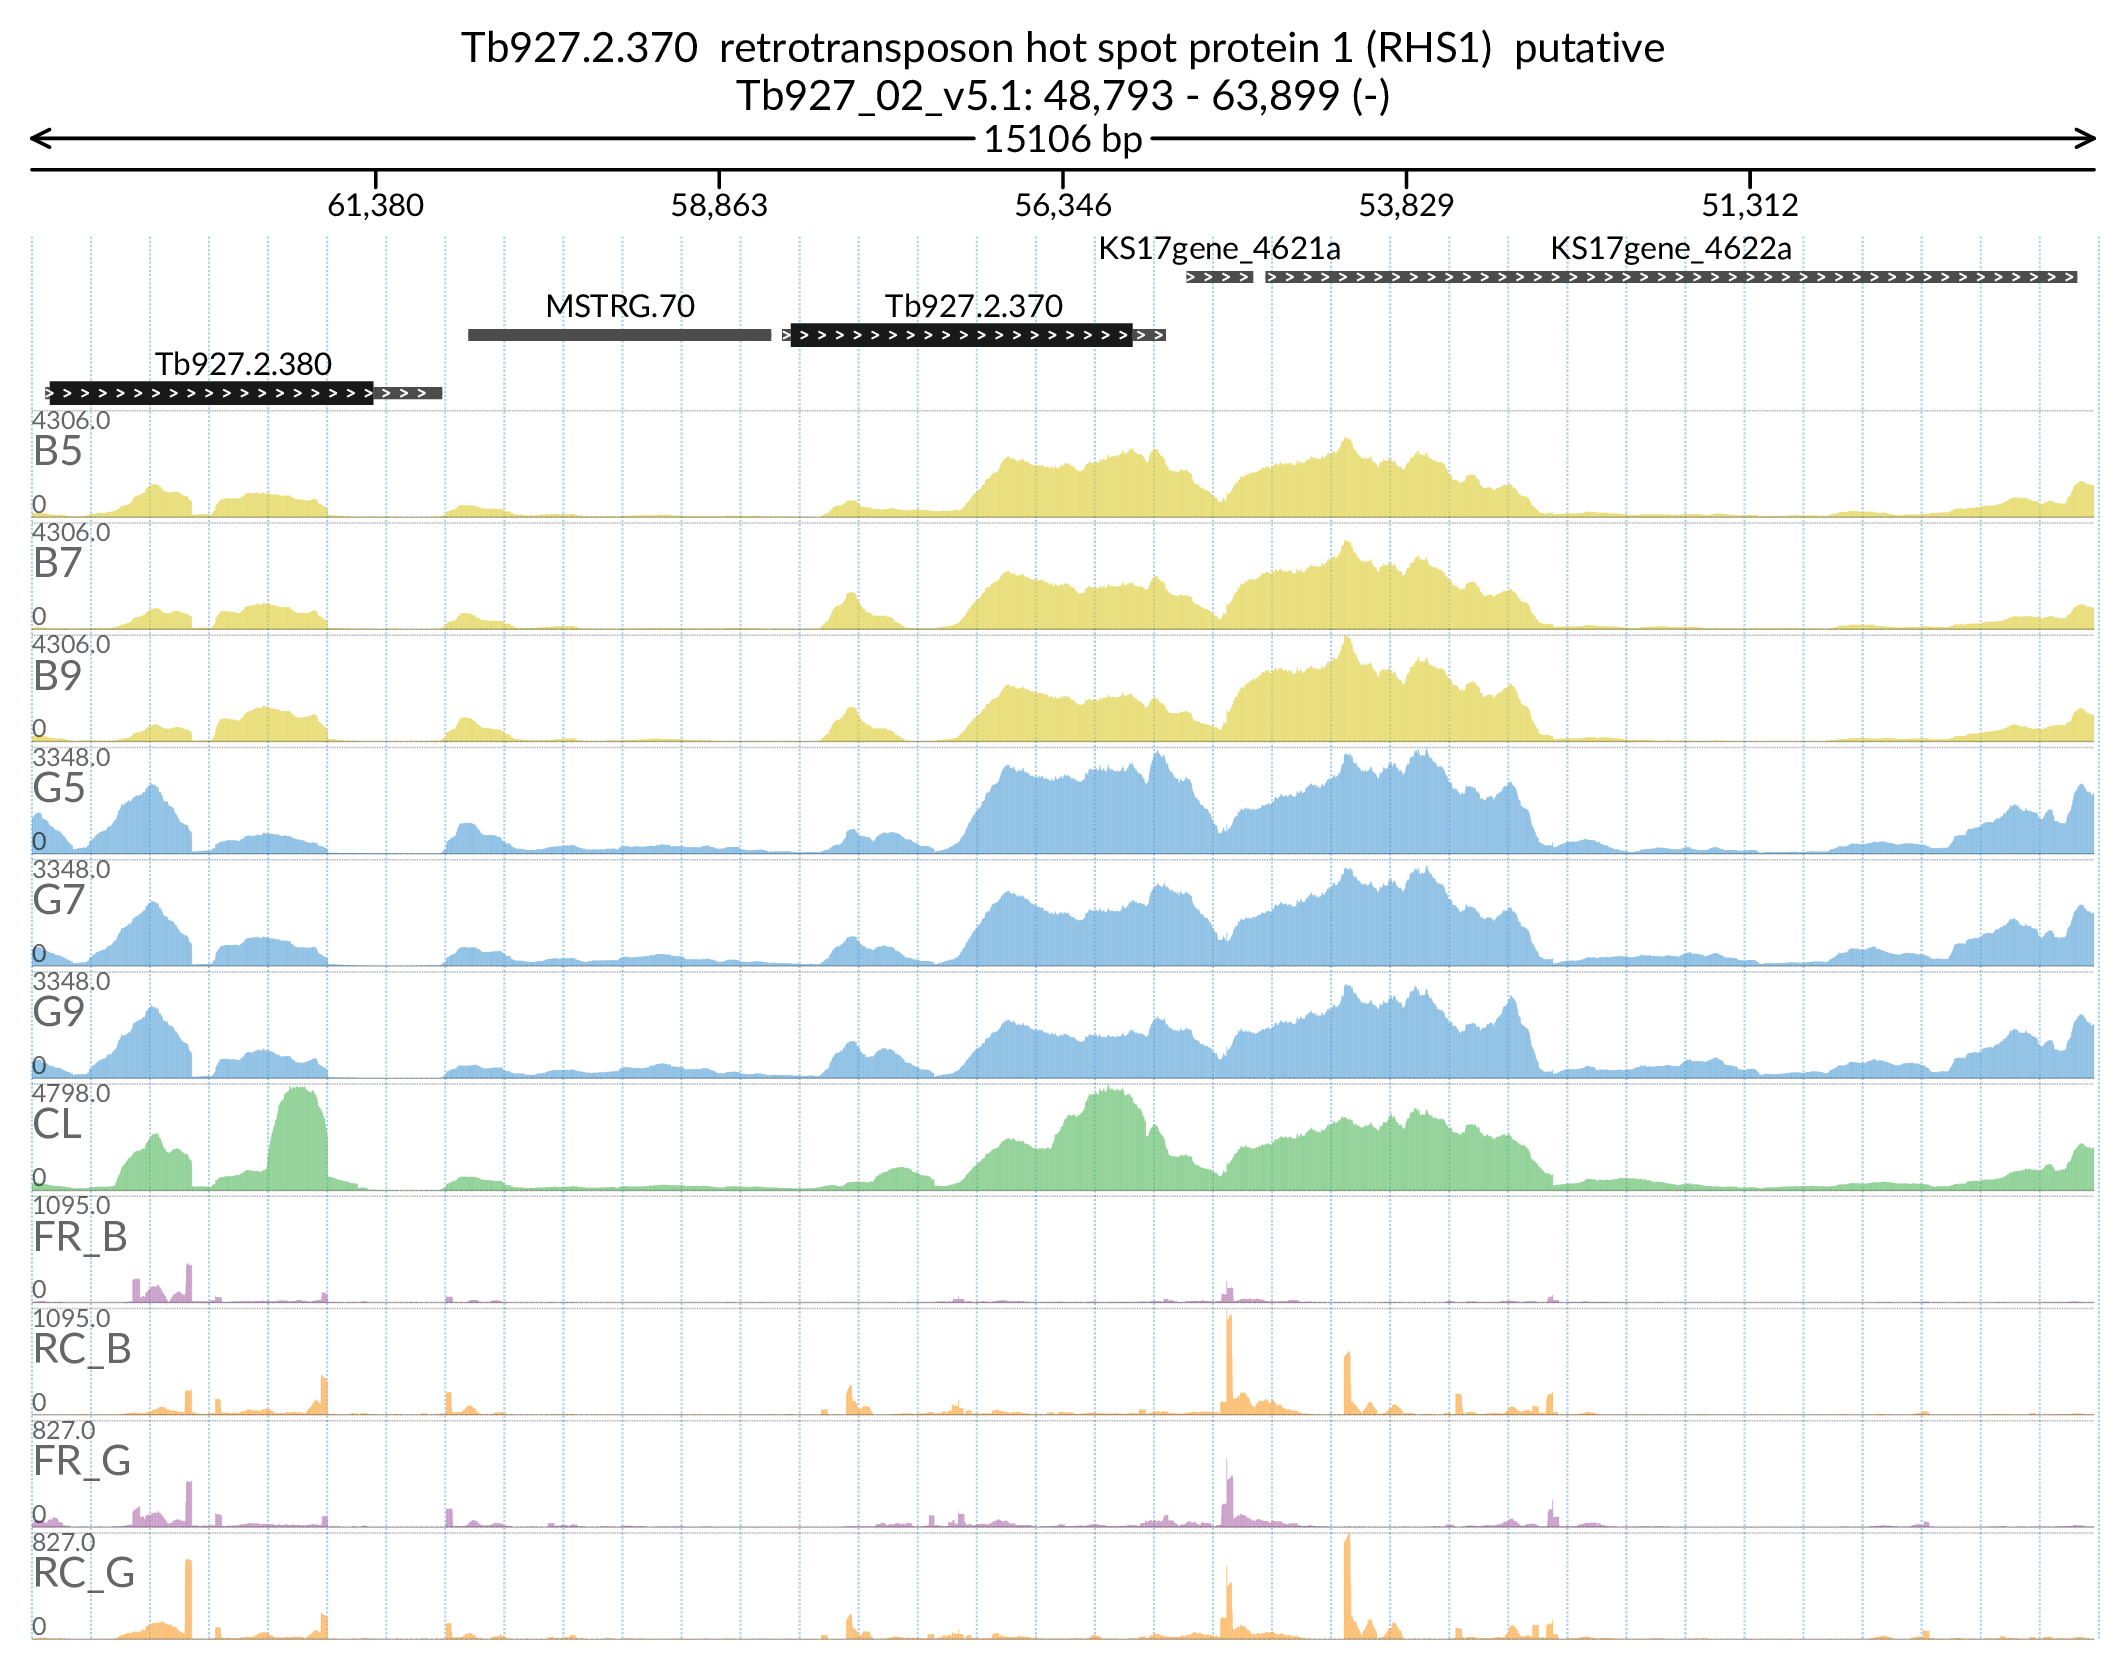 Tb927.2.370 retrotransposon hot spot protein 1 (RHS1) putative
Tb927_02_v5.1: 48,793 - 63,899 (-)
15106 bp
61,380 58,863 56,346 53,829 51,312
KS17gene_4621a KS17gene_4622a
MSTRG.70 Tb927.2.370
Tb927.2.380
4306.0
B5
0
4306.0
B7
0
4306.0
B9
0
3348.0
G5
0
3348.0
G7
0
3348.0
G9
0
4798.0
CL
0
1095.0
FR_B
0
1095.0
RC_B
0
827.0
FR_G
0
827.0
RC_G
0